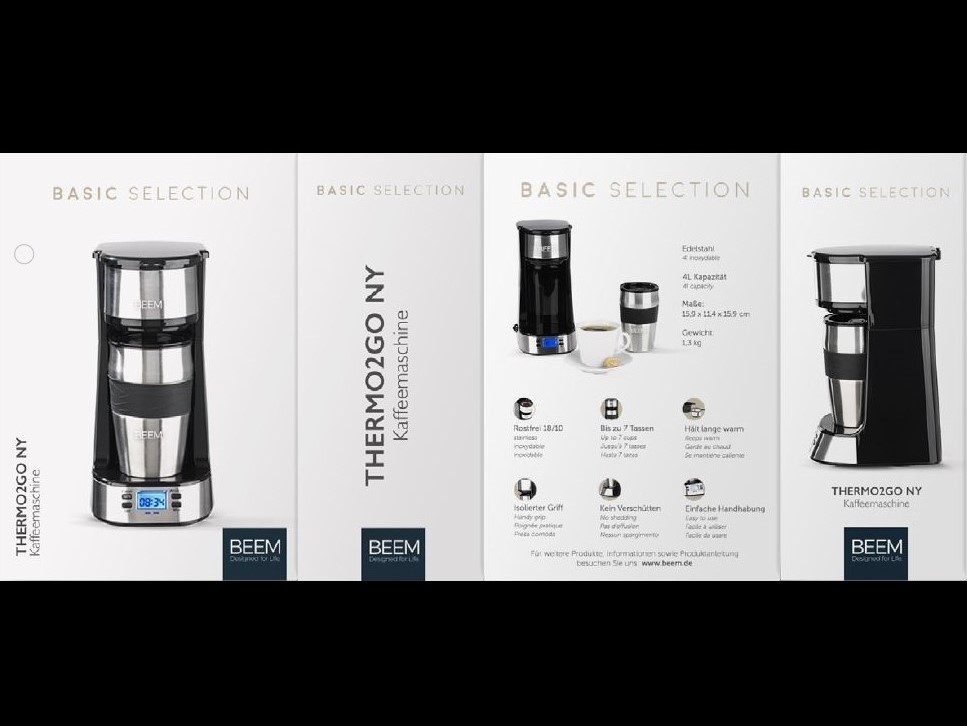 BASIC SELECTION
BEEM
BEEM
08:34
THERMO2GO NY
Kaffeemaschine
BEEM
Designed for Life
BASIC SELECTION
THERMO2GO NY
Kaffeemaschine
BEEM
Designed for Life
BASIC SELECTION
Edelstahl
4L Kapazität
4l capacity
Maße:
15,9 x 11,4 x 15,9 cm
Gewicht
1,3 kg
Rostfrei 18/10
stainless
inoxydable
inoxidable
Bis zu 7 Tassen
Up to 7 cups
Jusqu'à 7 tasses
Hasta 7 tazas
Hält lange warm
Keeps warm
Garde au chaud
Se mantiene caliente
Isolierter Griff
Handy grip
Poignée pratique
Presa comoda
Kein Verschütten
No shedding
Pas d'effusion
Nessun spargimento
Einfache Handhabung
Easy to use
Facile à utiliser
Facile da usare
Für weitere Produkte, Informationen sowie Produktanleitung
besuchen Sie uns: www.beem.de
BASIC SELECTION
THERMO2GO NY
Kaffeemaschine
BEEM
Designed for Life